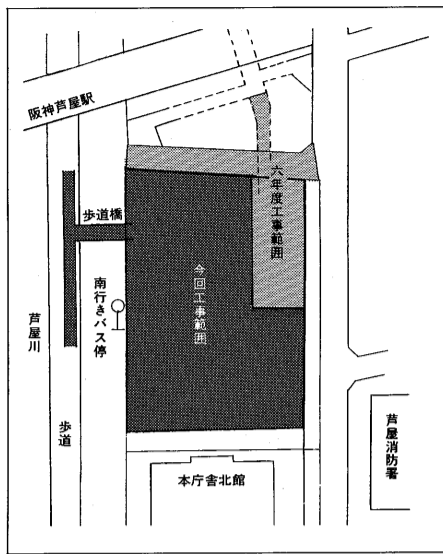 阪神芦屋駅
歩道橋
六年度工事範囲
今回工事範囲
南行きバス停
芦屋川
歩道
芦屋消防署
本庁舎北館